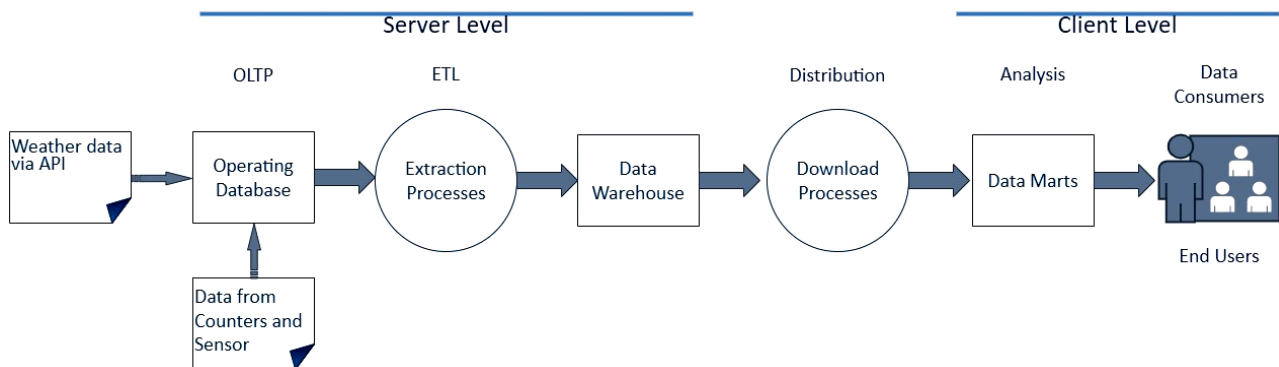 Server Level
Client Level
OLTP
ETL
Distribution
Analysis
Data
Consumers
Weather data
via API
Operating
Database
Extraction
Processes
Data
Warehouse
Download
Processes
Data Marts
End Users
Data from
Counters and
Sensor